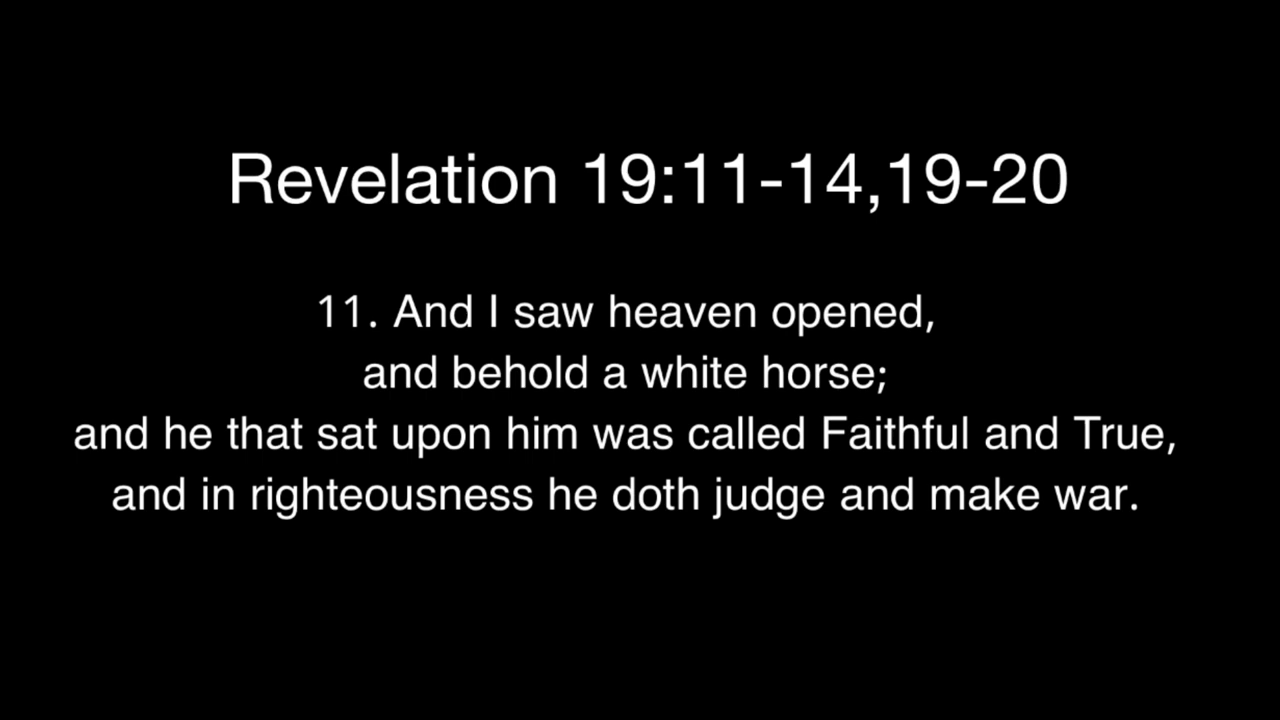 Revelation 19:11-14,19-20
11. And I saw heaven opened,
and behold a white horse;
and he that sat upon him was called Faithful and True,
and in righteousness he doth judge and make war.